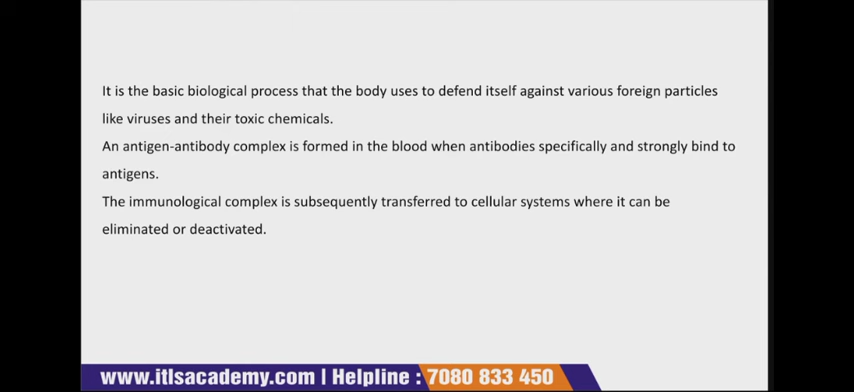 It is the basic biological process that the body uses to defend itself against various foreign particles
like viruses and their toxic chemicals.
An antigen-antibody complex is formed in the blood when antibodies specifically and strongly bind to
antigens.
The immunological complex is subsequently transferred to cellular systems where it can be
eliminated or deactivated.
www.itlsacademy.com | Helpline : 7080 833 450